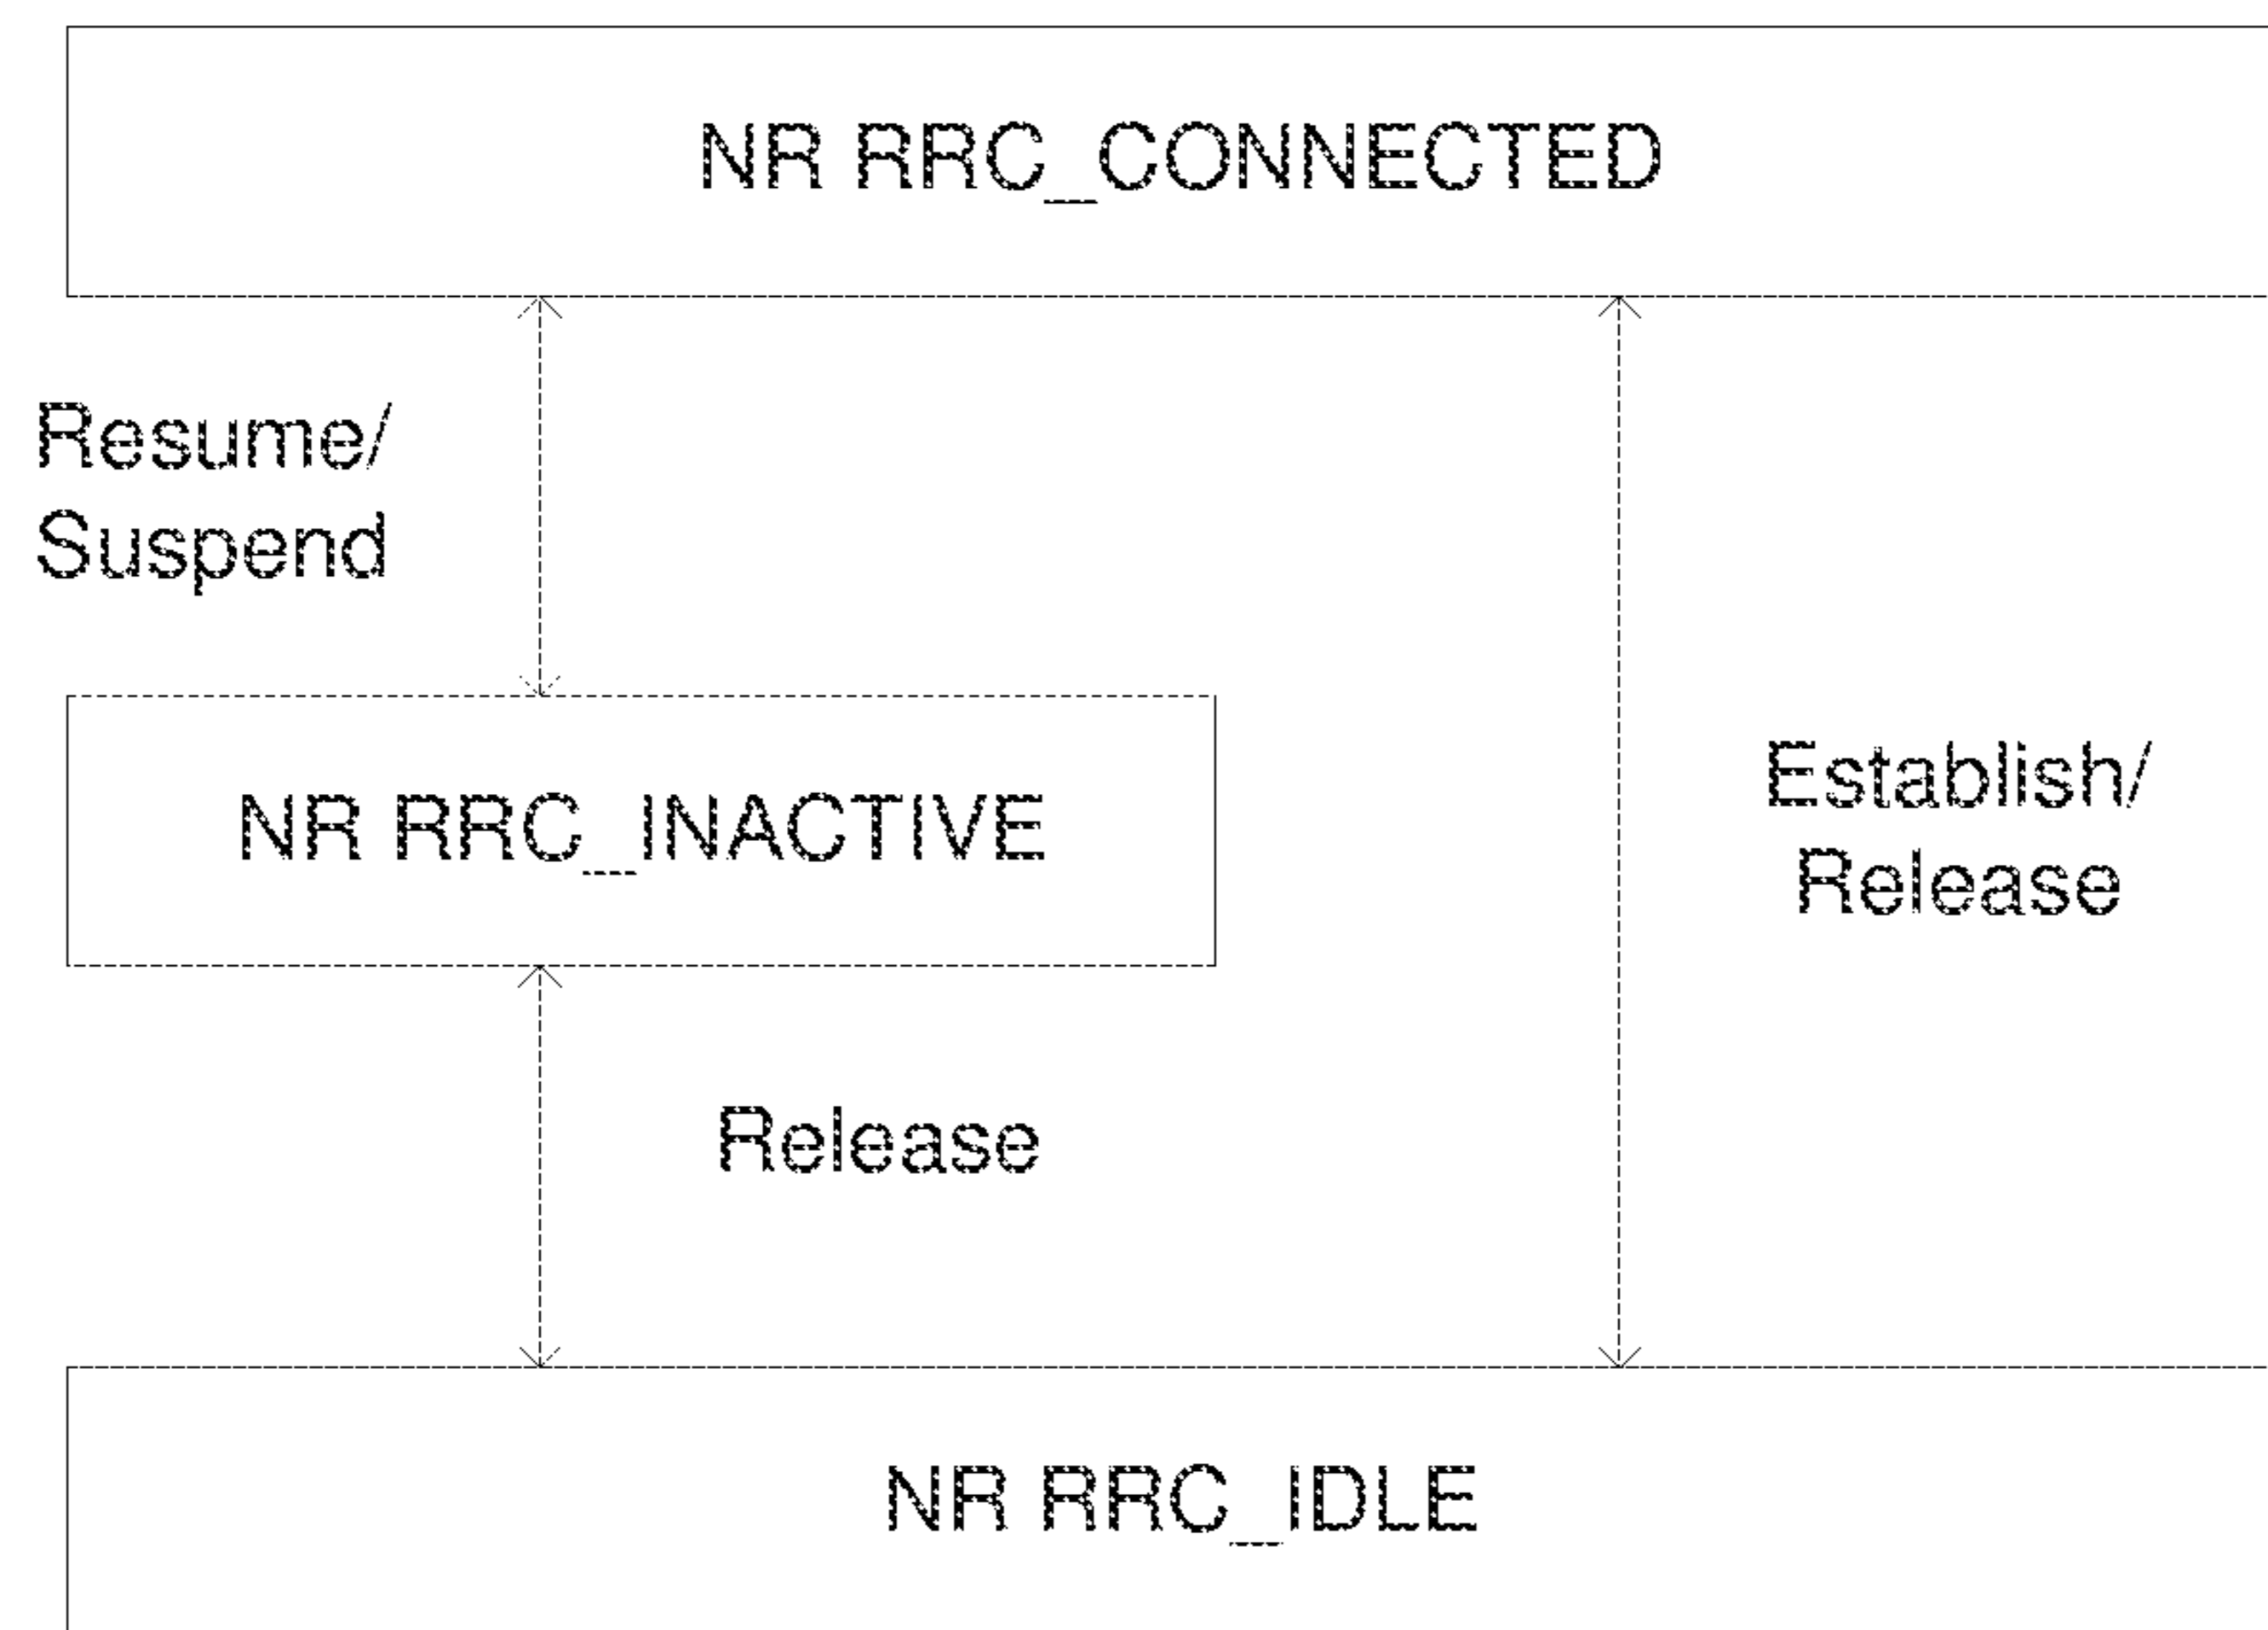 NR RRC_CONNECTED
Resume/
Suspend
NR RRC_INACTIVE
Establish/
Release
Release
NR RRC_IDLE